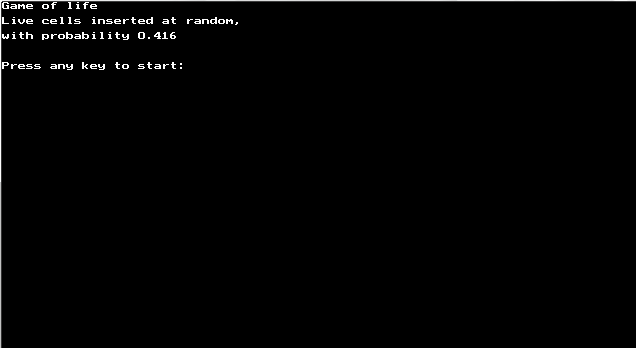 Game of life
Live cells inserted at random,
with probability 0.416
Press any key to start: